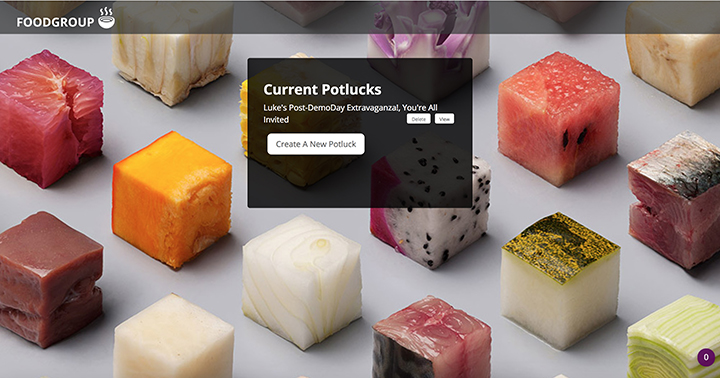 FOODGROUP
Current Potlucks
Luke's Post-DemoDay Extravaganza!, You're All
Invited
Delete View
Create A New Potluck
0